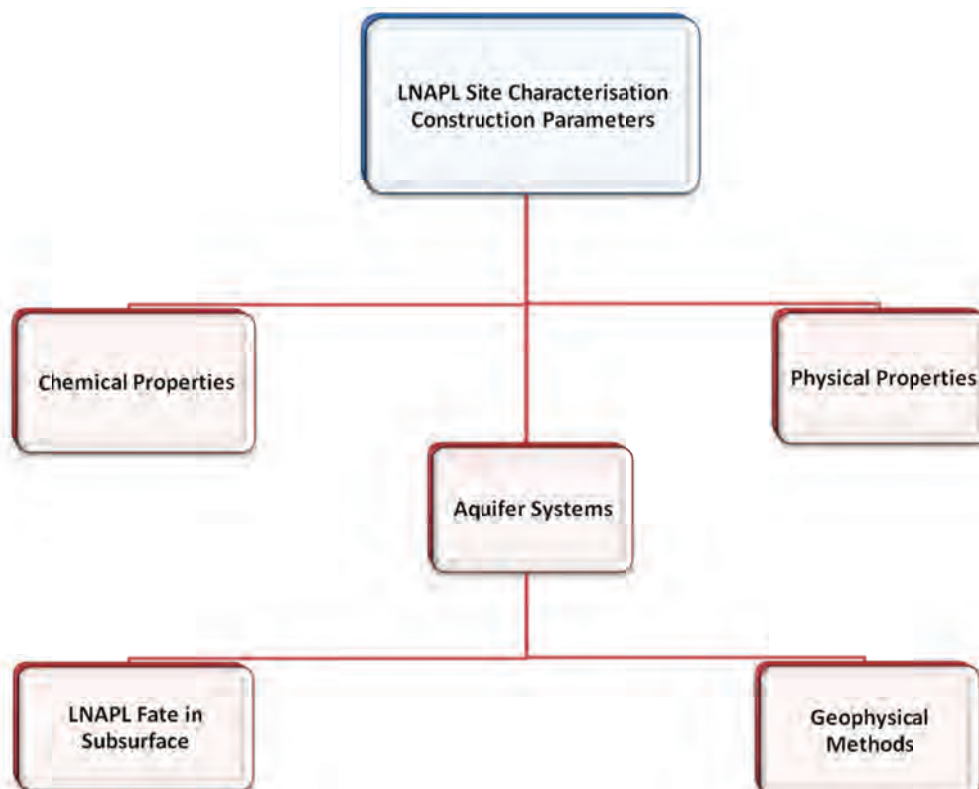 LNAPL Site Characterisation
Construction Parameters
Chemical Properties
Physical Properties
Aquifer Systems
LNAPL Fate in
Subsurface
Geophysical
Methods